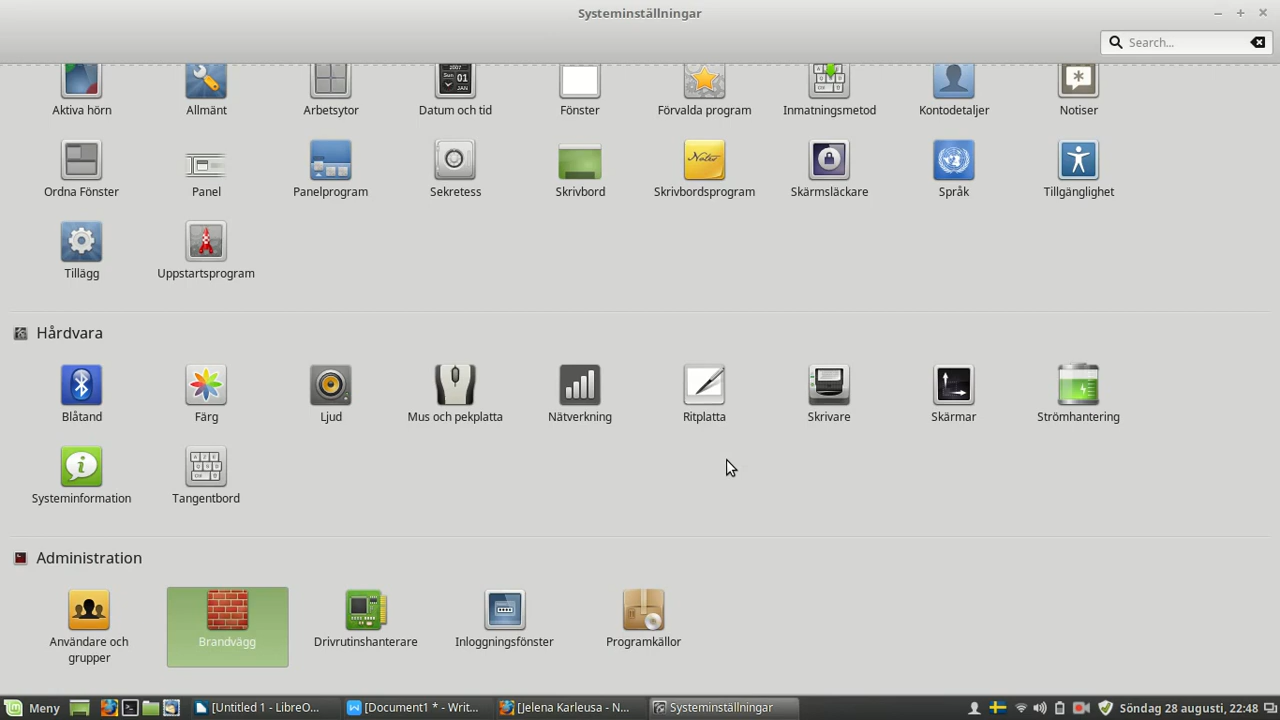 Systeminställningar
Search...
Aktiva hörn
Allmänt
Arbetsytor
Datum och tid
Fönster
Förvalda program
Inmatningsmetod
Kontodetaljer
Notiser
Ordna Fönster
Panel
Panelprogram
Sekretess
Skrivbord
Skrivbordsprogram
Skärmsläckare
Språk
Tillgänglighet
Tillägg
Uppstartsprogram
Hårdvara
Blåtand
Färg
Ljud
Mus och pekplatta
Nätverkning
Ritplatta
Skrivare
Skärmar
Strömhantering
Systeminformation
Tangentbord
Administration
Användare och
grupper
Brandvägg
Drivrutinshanterare
Inloggningsfönster
Programkällor
Meny
[Untitled 1 - LibreO...
[Document1 * - Writ...
[Jelena Karleusa - N...
Systeminställningar
Söndag 28 augusti, 22:48